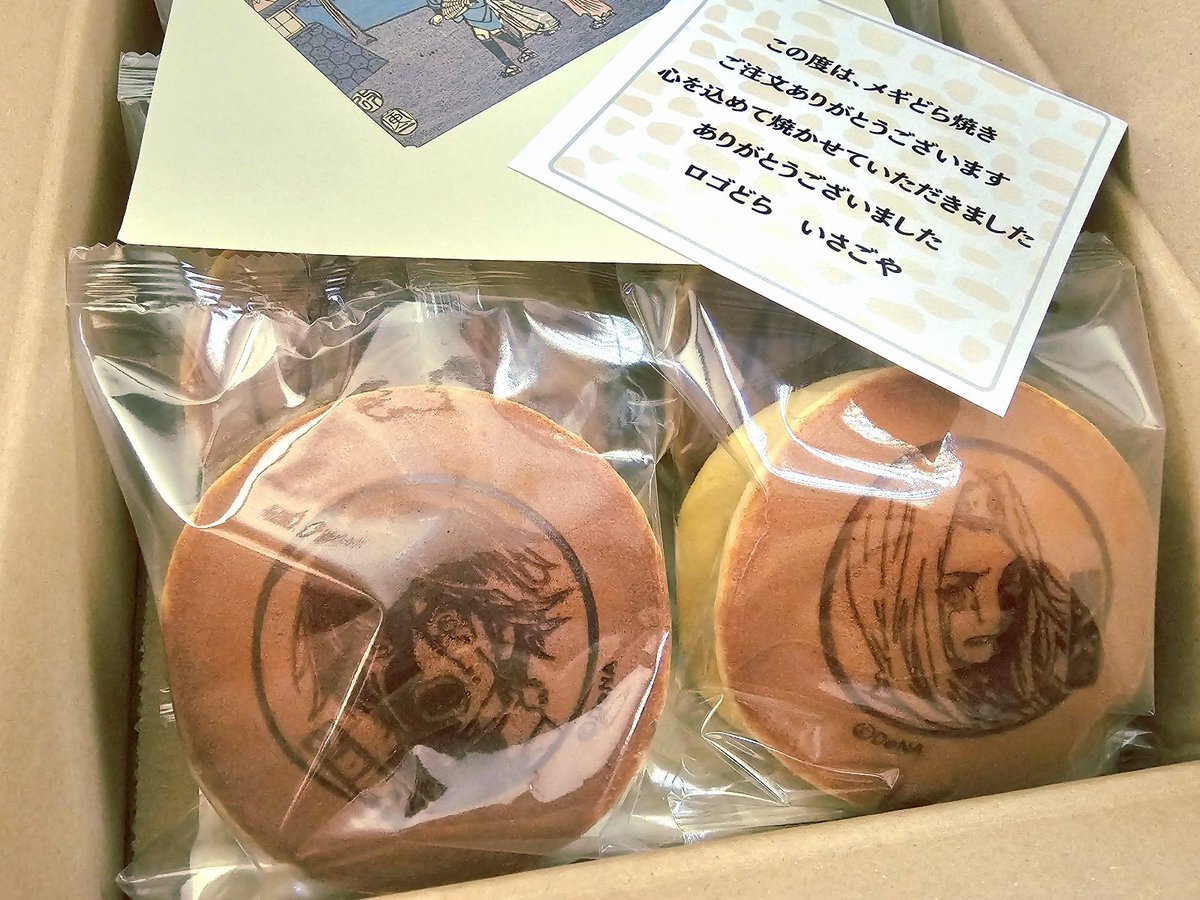 この度は、メギどら焼き
ご注文ありがとうございます
心を込めて焼かせていただきました
ありがとうございました
ロゴどら　いさごや
©DeNA
©DeNA